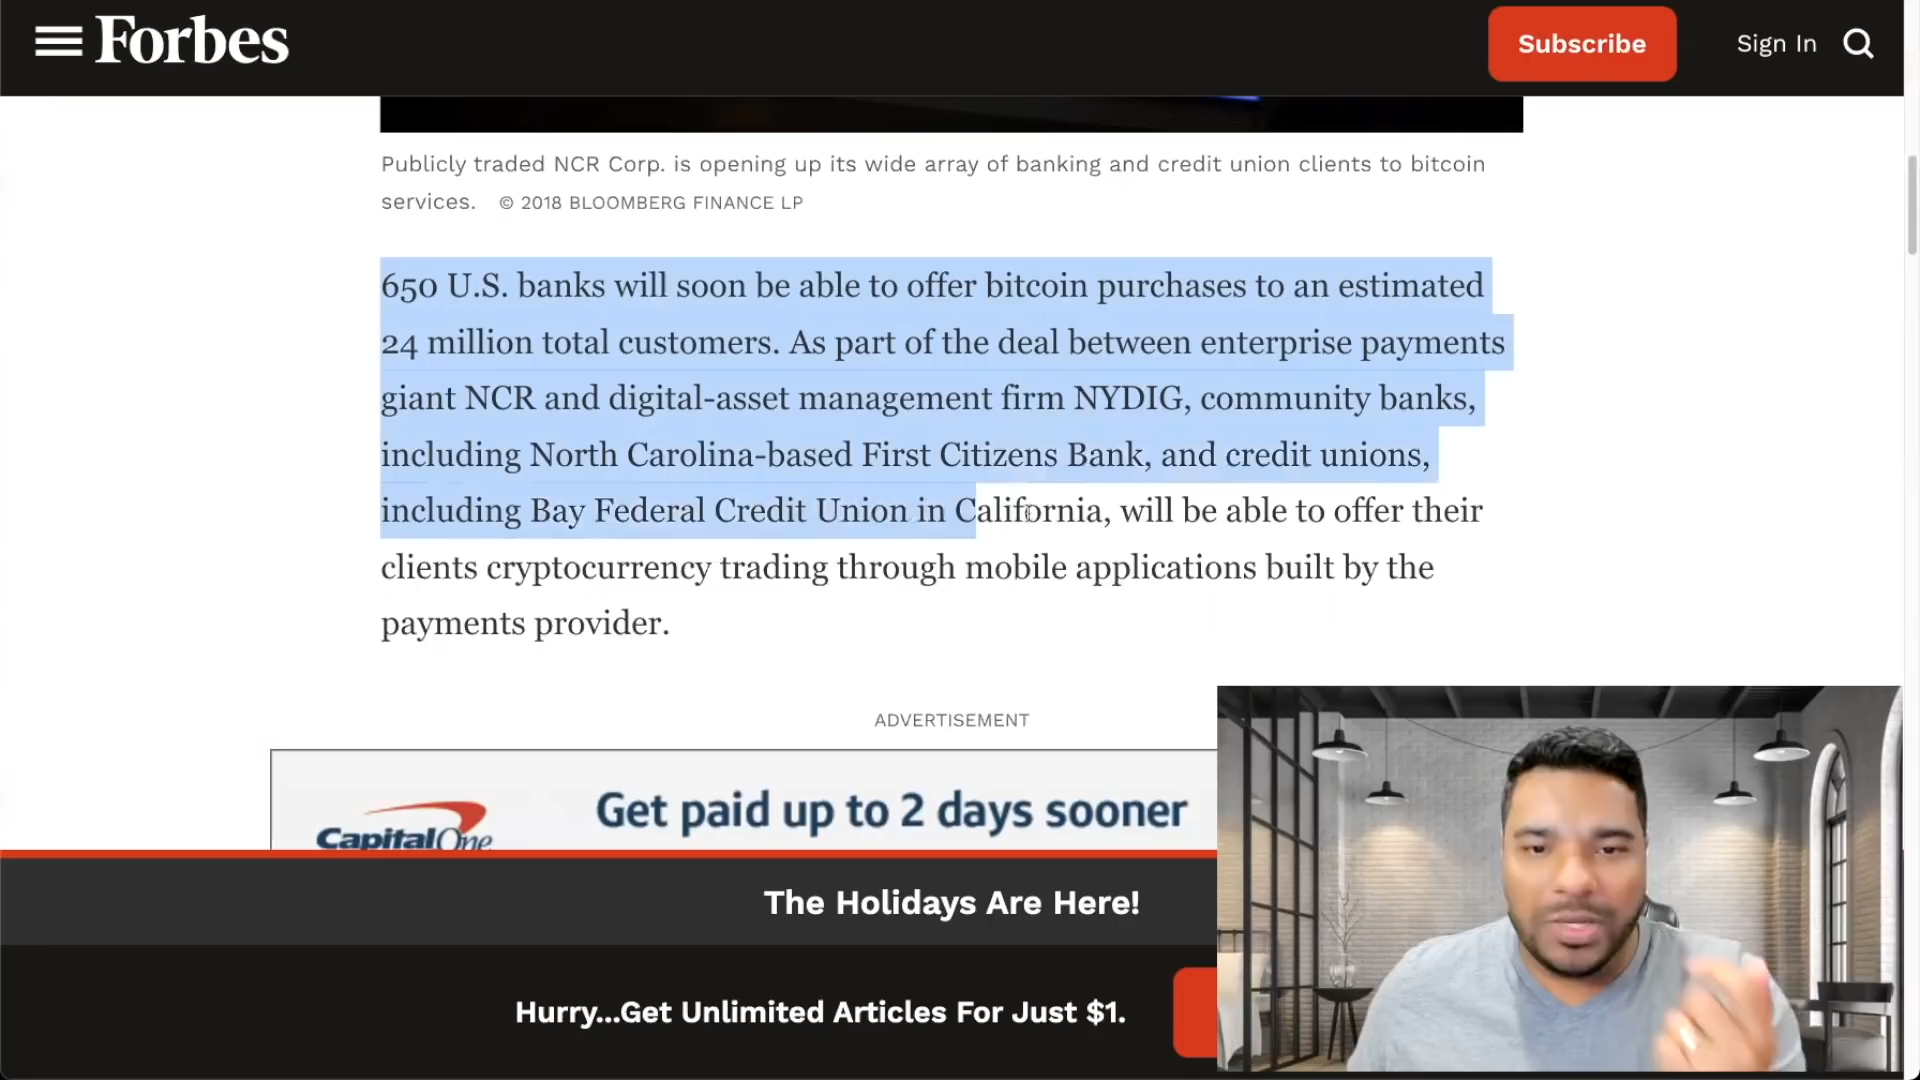 Forbes
Subscribe
Sign In
Publicly traded NCR Corp. is opening up its wide array of banking and credit union clients to bitcoin
services. © 2018 BLOOMBERG FINANCE LP
650 U.S. banks will soon be able to offer bitcoin purchases to an estimated
24 million total customers. As part of the deal between enterprise payments
giant NCR and digital-asset management firm NYDIG, community banks,
including North Carolina-based First Citizens Bank, and credit unions,
including Bay Federal Credit Union in California, will be able to offer their
clients cryptocurrency trading through mobile applications built by the
payments provider.
ADVERTISEMENT
Capital One
Get paid up to 2 days sooner
The Holidays Are Here!
Hurry...Get Unlimited Articles For Just $1.